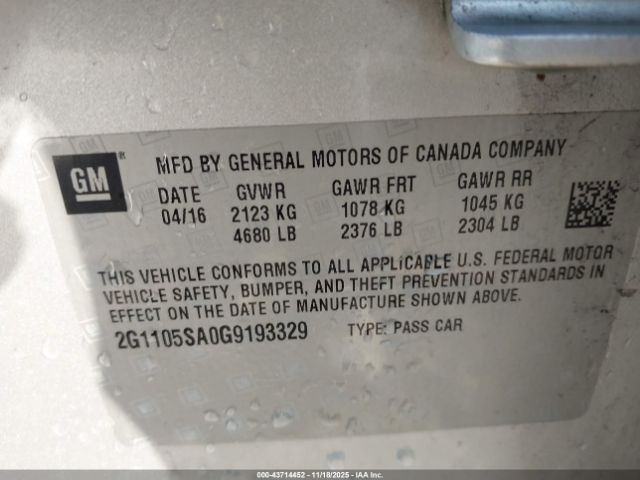 GM ®
MFD BY GENERAL MOTORS OF CANADA COMPANY
DATE GVWR GAWR FRT GAWR RR
04/16 2123 KG 1078 KG 1045 KG
4680 LB 2376 LB 2304 LB
THIS VEHICLE CONFORMS TO ALL APPLICABLE U.S. FEDERAL MOTOR
VEHICLE SAFETY, BUMPER, AND THEFT PREVENTION STANDARDS IN
EFFECT ON THE DATE OF MANUFACTURE SHOWN ABOVE.
2G1105SA0G9193329 TYPE: PASS CAR
000-43714452 - 11/18/2025 - IAA Inc.